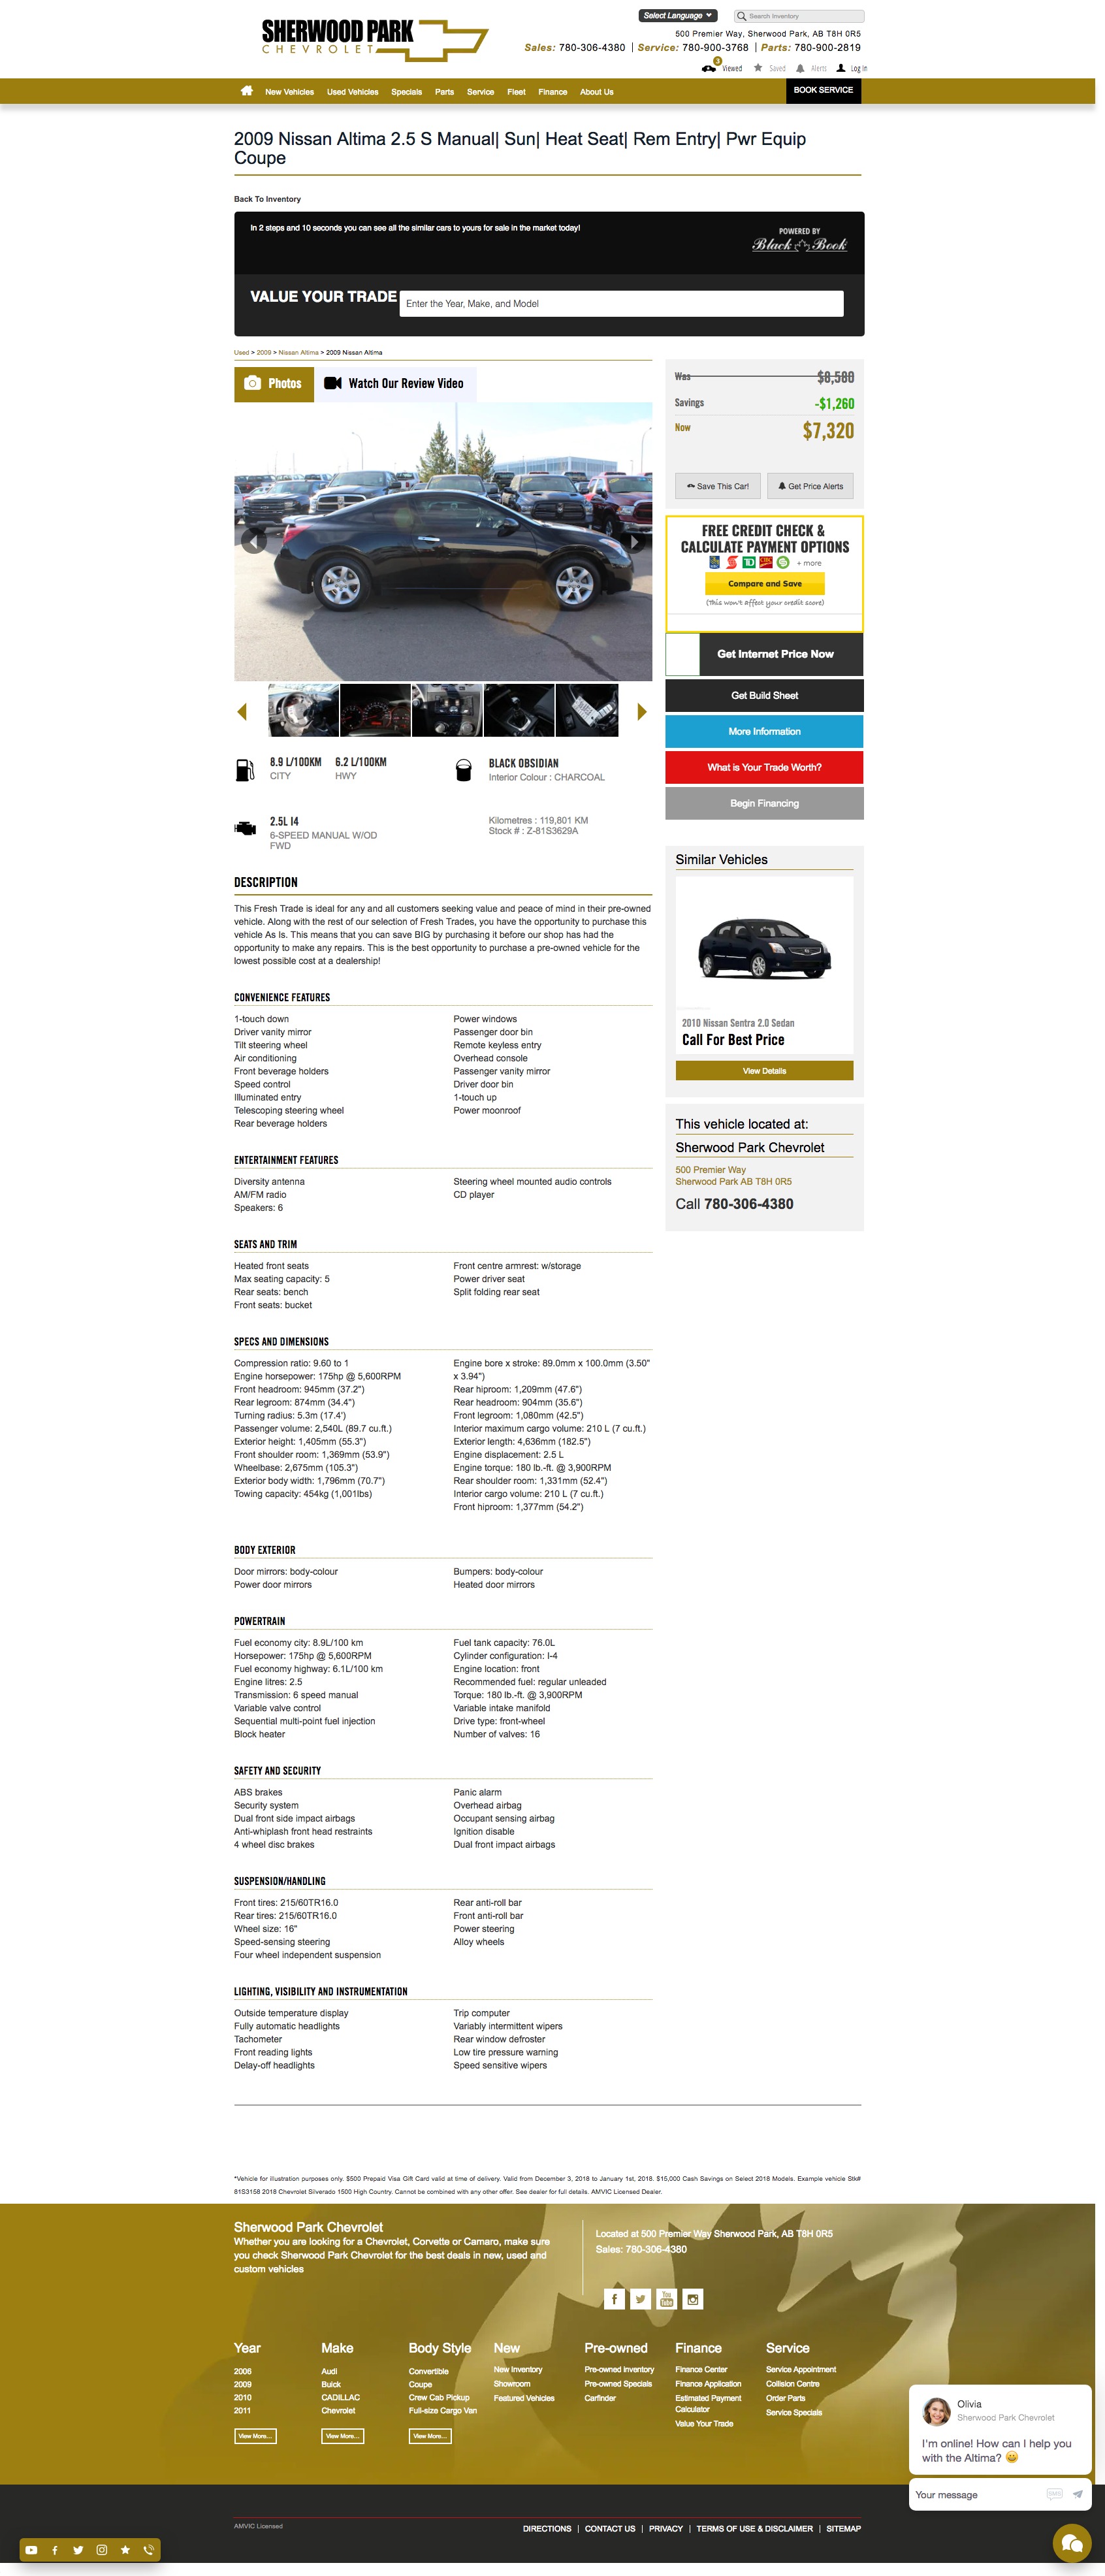 SHERWOOD PARK
CHEVROLET
Select Language
Search Inventory
500 Premier Way, Sherwood Park, AB T8H 0R5
Sales: 780-306-4380 | Service: 780-900-3768 | Parts: 780-900-2819
3
Viewed Saved Alerts Log In
New Vehicles Used Vehicles Specials Parts Service Fleet Finance About Us
BOOK SERVICE
2009 Nissan Altima 2.5 S Manual| Sun| Heat Seat| Rem Entry| Pwr Equip
Coupe
Back To Inventory
In 2 steps and 10 seconds you can see all the similar cars to yours for sale in the market today!
POWERED BY
Black Book
VALUE YOUR TRADE
Enter the Year, Make, and Model
Used > 2009 > Nissan Altima > 2009 Nissan Altima
Photos
Watch Our Review Video
Was $8,580
Savings -$1,260
Now $7,320
Save This Car!
Get Price Alerts
FREE CREDIT CHECK &
CALCULATE PAYMENT OPTIONS
+ more
Compare and Save
(This won't affect your credit score)
Get Internet Price Now
Get Build Sheet
More Information
What is Your Trade Worth?
Begin Financing
8.9 L/100KM 6.2 L/100KM
CITY HWY
BLACK OBSIDIAN
Interior Colour : CHARCOAL
2.5L I4
6-SPEED MANUAL W/OD
FWD
Kilometres : 119,801 KM
Stock # : Z-81S3629A
DESCRIPTION
This Fresh Trade is ideal for any and all customers seeking value and peace of mind in their pre-owned
vehicle. Along with the rest of our selection of Fresh Trades, you have the opportunity to purchase this
vehicle As Is. This means that you can save BIG by purchasing it before our shop has had the
opportunity to make any repairs. This is the best opportunity to purchase a pre-owned vehicle for the
lowest possible cost at a dealership!
CONVENIENCE FEATURES
1-touch down
Driver vanity mirror
Tilt steering wheel
Air conditioning
Front beverage holders
Speed control
Illuminated entry
Telescoping steering wheel
Rear beverage holders
Power windows
Passenger door bin
Remote keyless entry
Overhead console
Passenger vanity mirror
Driver door bin
1-touch up
Power moonroof
ENTERTAINMENT FEATURES
Diversity antenna
AM/FM radio
Speakers: 6
Steering wheel mounted audio controls
CD player
SEATS AND TRIM
Heated front seats
Max seating capacity: 5
Rear seats: bench
Front seats: bucket
Front centre armrest: w/storage
Power driver seat
Split folding rear seat
SPECS AND DIMENSIONS
Compression ratio: 9.60 to 1
Engine horsepower: 175hp @ 5,600RPM
Front headroom: 945mm (37.2")
Rear legroom: 874mm (34.4")
Turning radius: 5.3m (17.4')
Passenger volume: 2,540L (89.7 cu.ft.)
Exterior height: 1,405mm (55.3")
Front shoulder room: 1,369mm (53.9")
Wheelbase: 2,675mm (105.3")
Exterior body width: 1,796mm (70.7")
Towing capacity: 454kg (1,001lbs)
Engine bore x stroke: 89.0mm x 100.0mm (3.50"
x 3.94")
Rear hiproom: 1,209mm (47.6")
Rear headroom: 904mm (35.6")
Front legroom: 1,080mm (42.5")
Interior maximum cargo volume: 210 L (7 cu.ft.)
Exterior length: 4,636mm (182.5")
Engine displacement: 2.5 L
Engine torque: 180 lb.-ft. @ 3,900RPM
Rear shoulder room: 1,331mm (52.4")
Interior cargo volume: 210 L (7 cu.ft.)
Front hiproom: 1,377mm (54.2")
BODY EXTERIOR
Door mirrors: body-colour
Power door mirrors
Bumpers: body-colour
Heated door mirrors
POWERTRAIN
Fuel economy city: 8.9L/100 km
Horsepower: 175hp @ 5,600RPM
Fuel economy highway: 6.1L/100 km
Engine litres: 2.5
Transmission: 6 speed manual
Variable valve control
Sequential multi-point fuel injection
Block heater
Fuel tank capacity: 76.0L
Cylinder configuration: I-4
Engine location: front
Recommended fuel: regular unleaded
Torque: 180 lb.-ft. @ 3,900RPM
Variable intake manifold
Drive type: front-wheel
Number of valves: 16
SAFETY AND SECURITY
ABS brakes
Security system
Dual front side impact airbags
Anti-whiplash front head restraints
4 wheel disc brakes
Panic alarm
Overhead airbag
Occupant sensing airbag
Ignition disable
Dual front impact airbags
SUSPENSION/HANDLING
Front tires: 215/60TR16.0
Rear tires: 215/60TR16.0
Wheel size: 16"
Speed-sensing steering
Four wheel independent suspension
Rear anti-roll bar
Front anti-roll bar
Power steering
Alloy wheels
LIGHTING, VISIBILITY AND INSTRUMENTATION
Outside temperature display
Fully automatic headlights
Tachometer
Front reading lights
Delay-off headlights
Trip computer
Variably intermittent wipers
Rear window defroster
Low tire pressure warning
Speed sensitive wipers
Similar Vehicles
2010 Nissan Sentra 2.0 Sedan
Call For Best Price
View Details
This vehicle located at:
Sherwood Park Chevrolet
500 Premier Way
Sherwood Park AB T8H 0R5
Call 780-306-4380
*Vehicle for illustration purposes only. $500 Prepaid Visa Gift Card valid at time of delivery. Valid from December 3, 2018 to January 1st, 2018. $15,000 Cash Savings on Select 2018 Models. Example vehicle Stk#
81S3158 2018 Chevrolet Silverado 1500 High Country. Cannot be combined with any other offer. See dealer for full details. AMVIC Licensed Dealer.
Sherwood Park Chevrolet
Whether you are looking for a Chevrolet, Corvette or Camaro, make sure
you check Sherwood Park Chevrolet for the best deals in new, used and
custom vehicles
Located at 500 Premier Way Sherwood Park, AB T8H 0R5
Sales: 780-306-4380
You
Tube
Year
2006
2009
2010
2011
View More...
Make
Audi
Buick
CADILLAC
Chevrolet
View More...
Body Style
Convertible
Coupe
Crew Cab Pickup
Full-size Cargo Van
View More...
New
New Inventory
Showroom
Featured Vehicles
Pre-owned
Pre-owned Inventory
Pre-owned Specials
Carfinder
Finance
Finance Center
Finance Application
Estimated Payment
Calculator
Value Your Trade
Service
Service Appointment
Collision Centre
Order Parts
Service Specials
Olivia
Sherwood Park Chevrolet
I'm online! How can I help you
with the Altima?
Your message
SMS
AMVIC Licensed
DIRECTIONS | CONTACT US | PRIVACY | TERMS OF USE & DISCLAIMER | SITEMAP